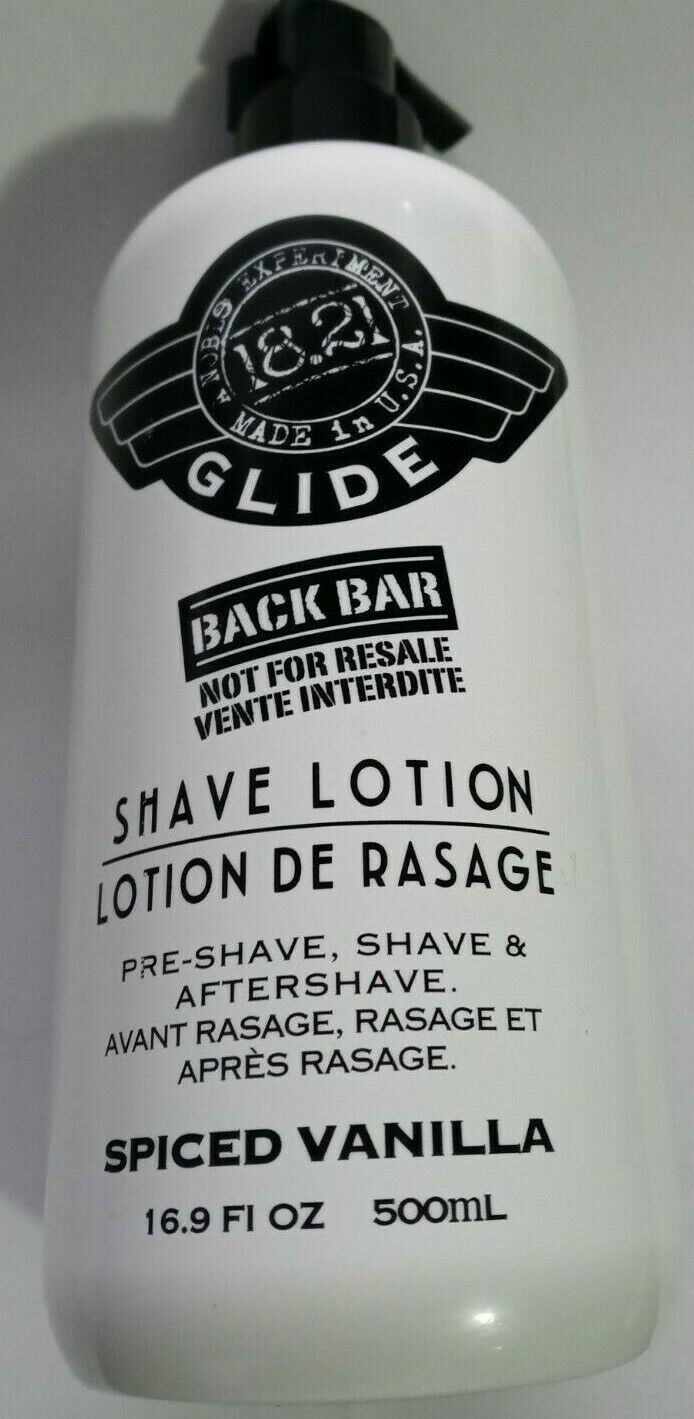 NOBLE EXPERIMENT
18.21
MADE in U.S.A.
GLIDE
BACK BAR
NOT FOR RESALE
VENTE INTERDITE
SHAVE LOTION
LOTION DE RASAGE
PRE-SHAVE, SHAVE &
AFTERSHAVE.
AVANT RASAGE, RASAGE ET
APRÈS RASAGE.
SPICED VANILLA
16.9 FI OZ 500mL